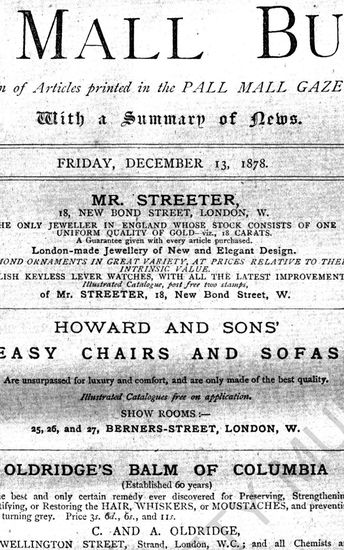 MALL BU
n of Articles printed in the PALL MALL GAZE
With a Summary of News.
FRIDAY, DECEMBER 13, 1878.
MR. STREETER,
18, NEW BOND STREET, LONDON, W.
HE ONLY JEWELLER IN ENGLAND WHOSE STOCK CONSISTS OF ONE
UNIFORM QUALITY OF GOLD—viz., 18 CARATS.
A Guarantee given with every article purchased.
London-made Jewellery of New and Elegant Design.
MOND ORNAMENTS IN GREAT VARIETY, AT PRICES RELATIVE TO THEI
INTRINSIC VALUE.
LISH KEYLESS LEVER WATCHES, WITH ALL THE LATEST IMPROVEMENT
Illustrated Catalogue, post free two stamps,
of Mr. STREETER, 18, New Bond Street, W.
HOWARD AND SONS'
EASY CHAIRS AND SOFAS
Are unsurpassed for luxury and comfort, and are only made of the best quality.
Illustrated Catalogues free on application.
SHOW ROOMS:—
25, 26, and 27, BERNERS-STREET, LONDON, W.
OLDRIDGE'S BALM OF COLUMBIA
(Established 60 years)
he best and only certain remedy ever discovered for Preserving, Strengthenin
tifying, or Restoring the HAIR, WHISKERS, or MOUSTACHES, and preventi
turning grey. Price 3s. 6d., 6s., and 11s.
C. AND A. OLDRIDGE,
WELLINGTON STREET, Strand, London, W.C.; and all Chemists a